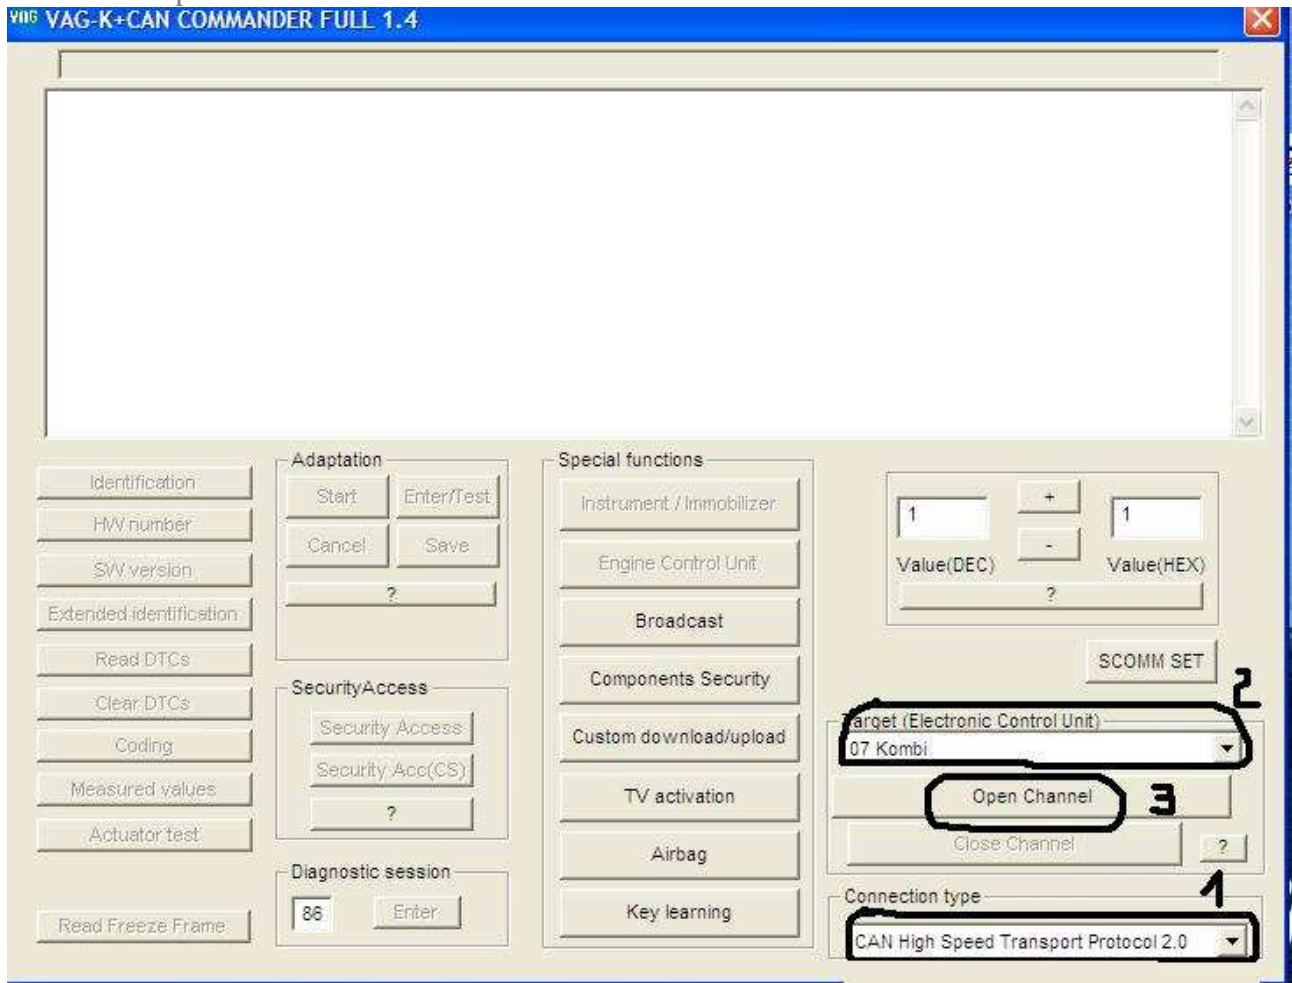 VAG-K+CAN COMMANDER FULL 1.4
Identification
HW number
SW version
Extended identification
Read DTCs
Clear DTCs
Coding
Measured values
Actuator test
Read Freeze Frame
Adaptation
Start Enter/Test
Cancel Save
?
SecurityAccess
Security Access
Security Acc(CS)
?
Diagnostic session
86 Enter
Special functions
Instrument / Immobilizer
Engine Control Unit
Broadcast
Components Security
Custom download/upload
TV activation
Airbag
Key learning
1 + 1
-
Value(DEC) Value(HEX)
?
SCOMM SET
2
Target (Electronic Control Unit)
07 Kombi
Open Channel 3
Close Channel ?
1
Connection type
CAN High Speed Transport Protocol 2.0